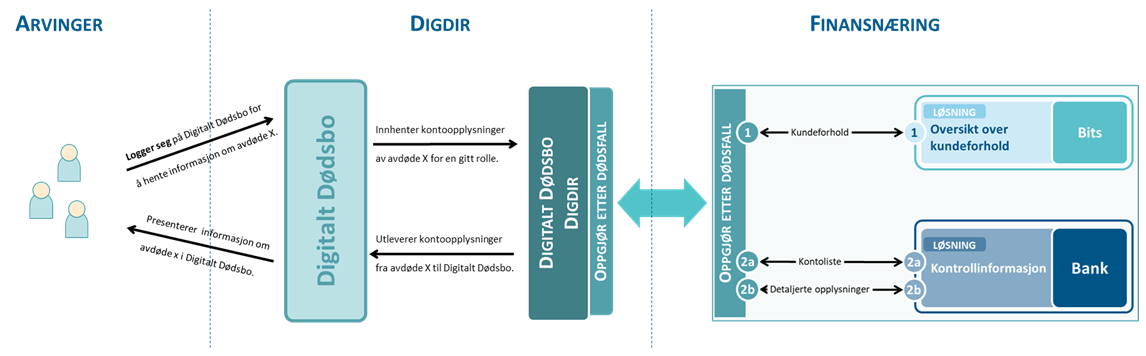 ARVINGER
DIGDIR
FINANSNÆRING
Logger seg på Digitalt Dødsbo for
å hente informasjon om avdøde X.
Presenterer informasjon om
avdøde x i Digitalt Dødsbo.
Digitalt Dødsbo
Innhenter kontoopplysninger
av avdøde X for en gitt rolle.
Utleverer kontoopplysninger
fra avdøde X til Digitalt Dødsbo.
DIGITALT DØDSBO
DIGDIR
OPPGJØR ETTER DØDSFALL
OPPGJØR ETTER DØDSFALL
1
Kundeforhold
1
LØSNING
Oversikt over
kundeforhold
Bits
2a
Kontoliste
2a
2b
Detaljerte opplysninger
2b
LØSNING
Kontrollinformasjon
Bank